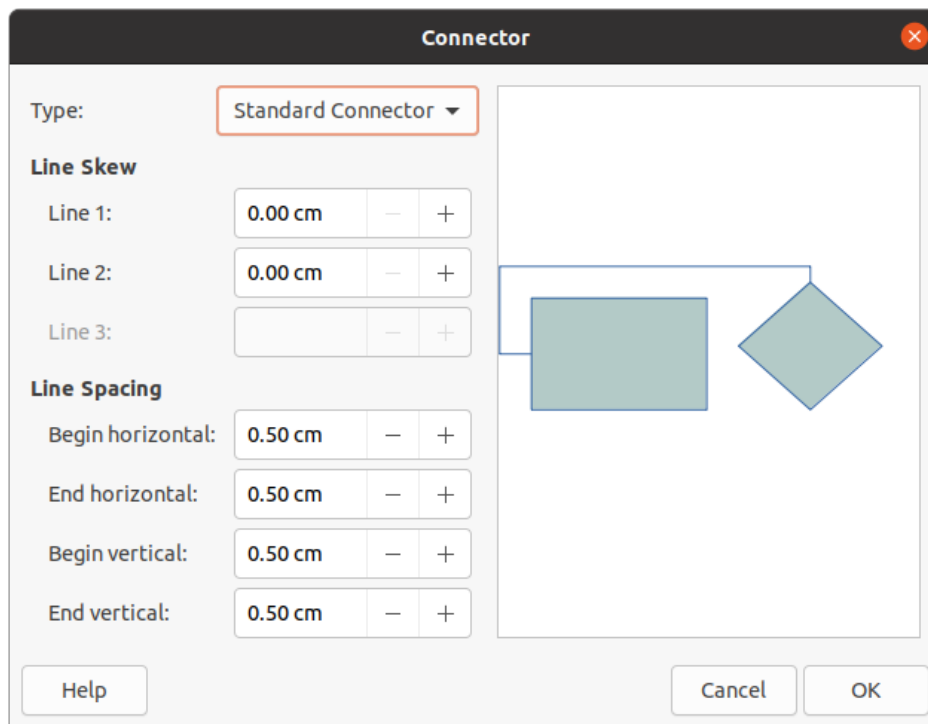 Connector
Type: Standard Connector
Line Skew
Line 1: 0.00 cm
Line 2: 0.00 cm
Line 3:
Line Spacing
Begin horizontal: 0.50 cm
End horizontal: 0.50 cm
Begin vertical: 0.50 cm
End vertical: 0.50 cm
Help Cancel OK